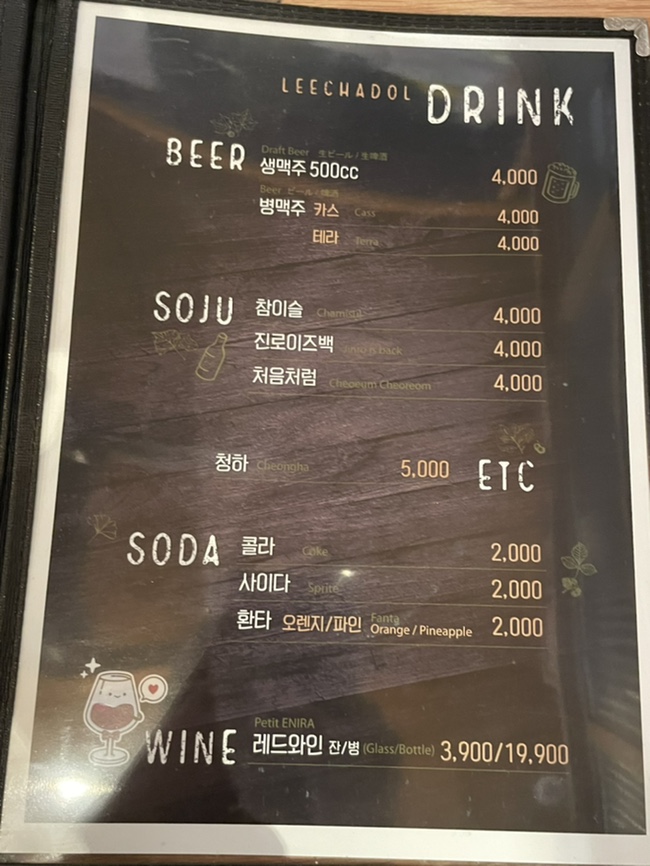 LEECHADOL DRINK
BEER
Draft Beer 生ビール / 生啤酒
생맥주 500cc 4,000
Beer ビール / 啤酒
병맥주 카스 Cass 4,000
테라 Terra 4,000
SOJU
참이슬 4,000
진로이즈백 Jinro is back 4,000
처음처럼 Cheoeum Cheoreom 4,000
청하 Cheongha 5,000 ETC
SODA
콜라 Coke 2,000
사이다 Sprite 2,000
환타 오렌지/파인 Fanta Orange / Pineapple 2,000
WINE
Petit ENIRA
레드와인 잔/병 (Glass/Bottle) 3,900/19,900